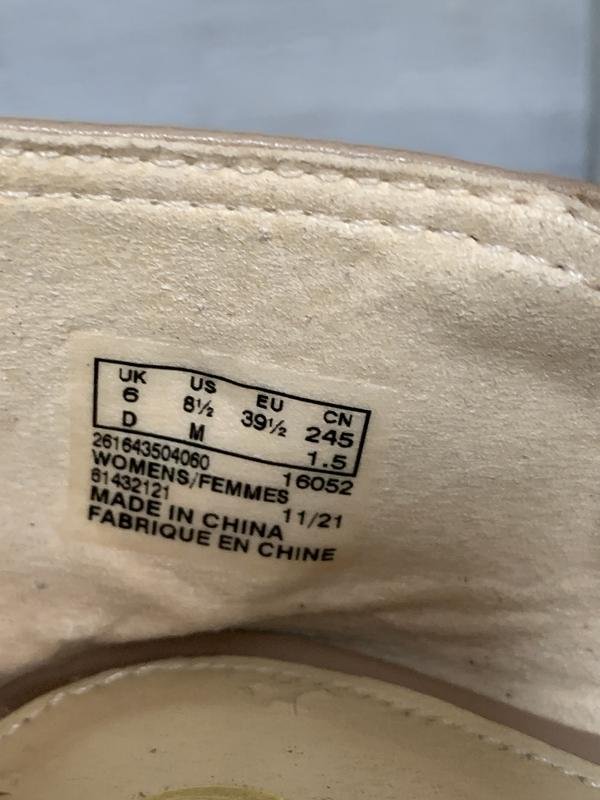 UK US EU CN
6 8½ 39½ 245
D M 1.5
261643504060 16052
WOMENS/FEMMES
61432121 11/21
MADE IN CHINA
FABRIQUE EN CHINE